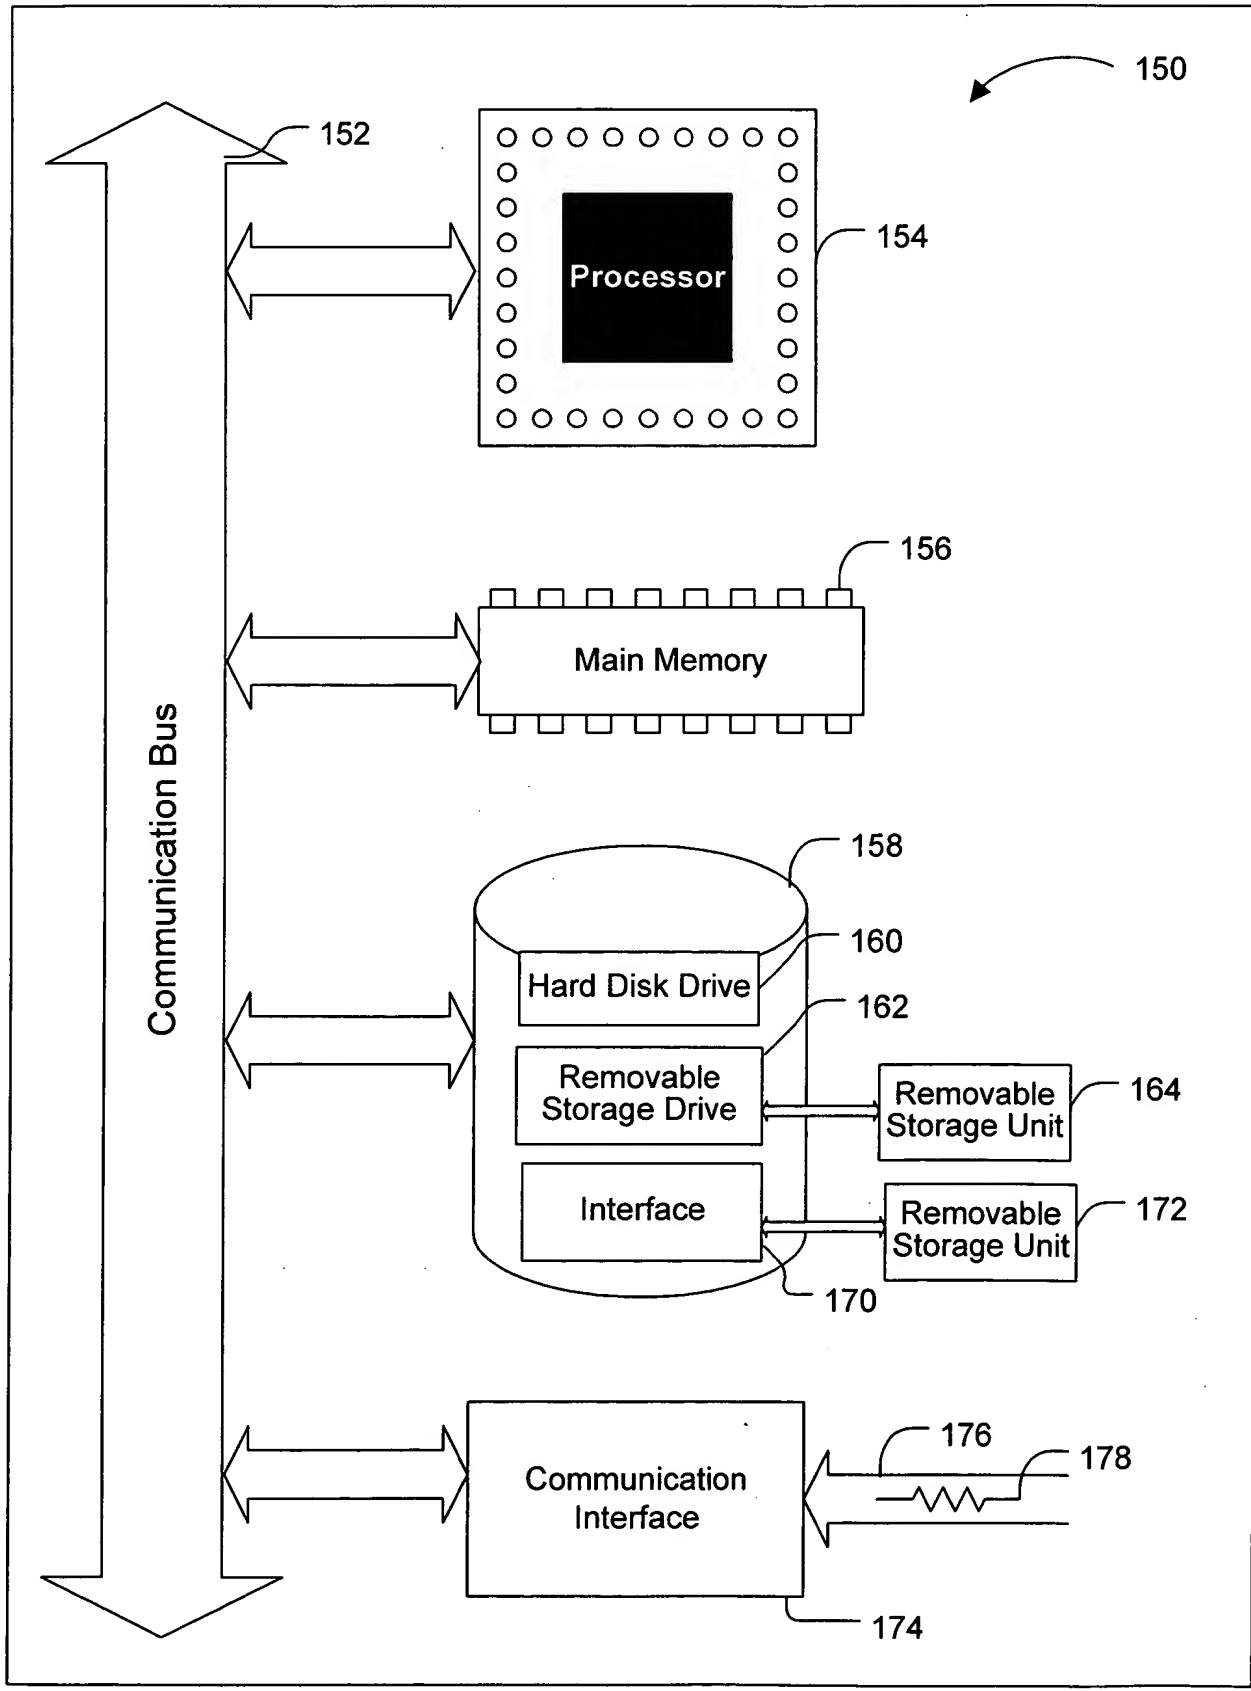 150
152
154
Processor
156
Main Memory
Communication Bus
158
160
Hard Disk Drive
162
Removable
Storage Drive
Removable
Storage Unit
164
Interface
Removable
Storage Unit
172
170
176
178
Communication
Interface
174